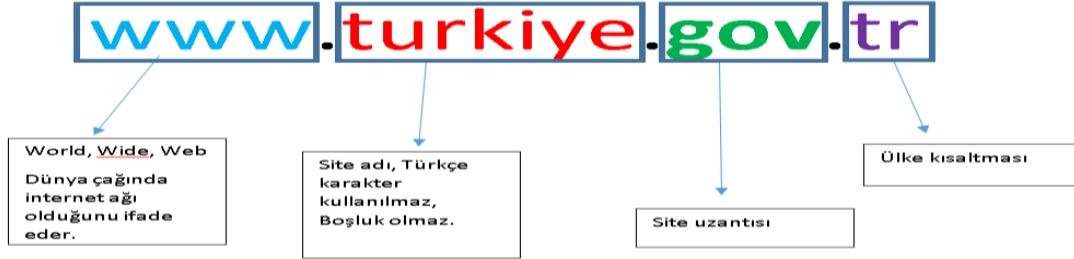 www.turkiye.gov.tr
World, Wide, Web
Dünya çağında
internet ağı
olduğunu ifade
eder.
Site adı, Türkçe
karakter
kullanılmaz,
Boşluk olmaz.
Site uzantısı
Ülke kısaltması